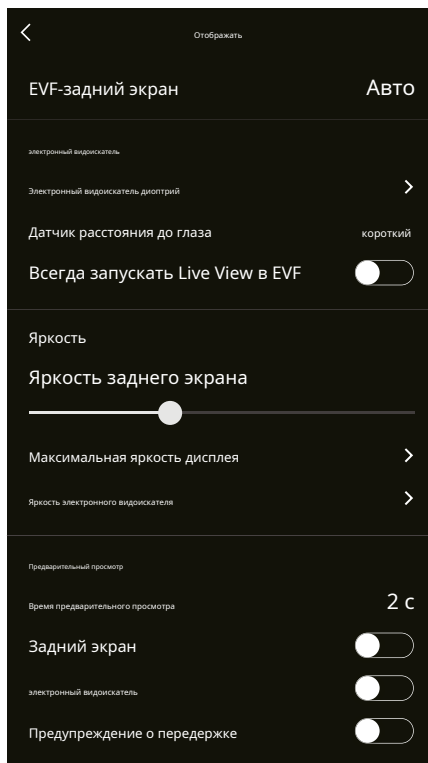 Отображать
EVF-задний экран Авто
электронный видоискатель
Электронный видоискатель диоптрий
Датчик расстояния до глаза короткий
Всегда запускать Live View в EVF
Яркость
Яркость заднего экрана
Максимальная яркость дисплея
Яркость электронного видоискателя
Предварительный просмотр
Время предварительного просмотра 2 с
Задний экран
электронный видоискатель
Предупреждение о передержке